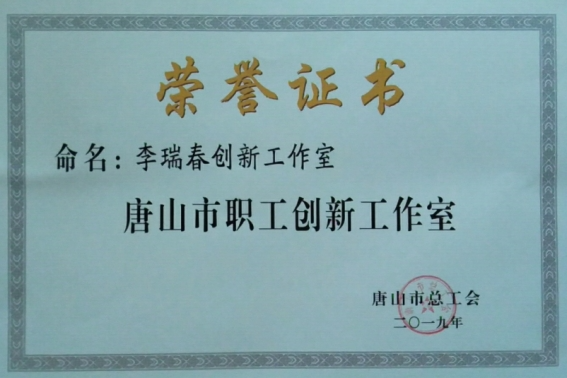 荣誉证书
命名：李瑞春创新工作室
唐山市职工创新工作室
唐山市总工会
二〇一九年